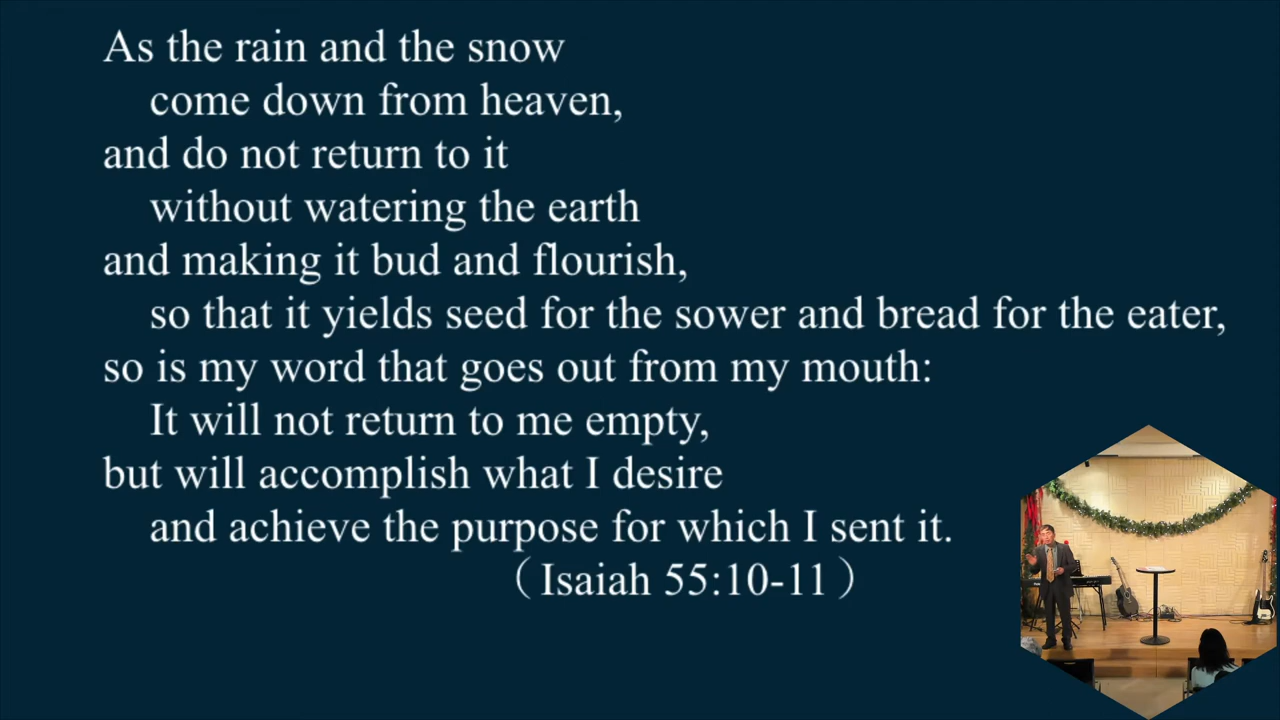 As the rain and the snow
come down from heaven,
and do not return to it
without watering the earth
and making it bud and flourish,
so that it yields seed for the sower and bread for the eater,
so is my word that goes out from my mouth:
It will not return to me empty,
but will accomplish what I desire
and achieve the purpose for which I sent it.
（Isaiah 55:10-11）